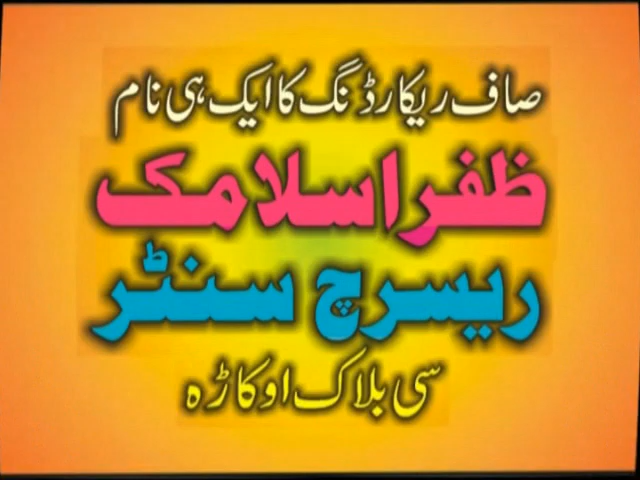 صاف ریکارڈنگ کا ایک ہی نام
ظفر اسلامک
ریسرچ سنٹر
سی بلاک اوکاڑہ